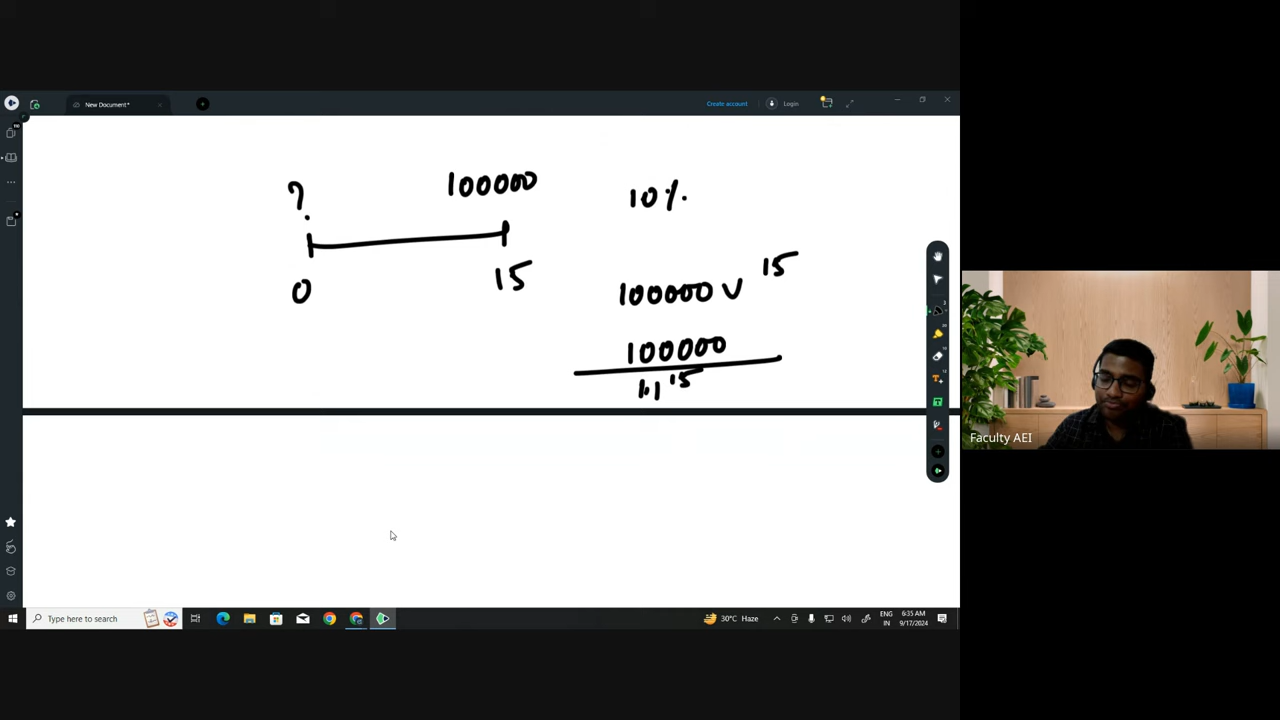 New Document*
Create account
Login
?
100000
10%.
0
15
100000 v^15
100000
1.1^15
Faculty AEI
Type here to search
30°C Haze
ENG
IN
6:35 AM
9/17/2024